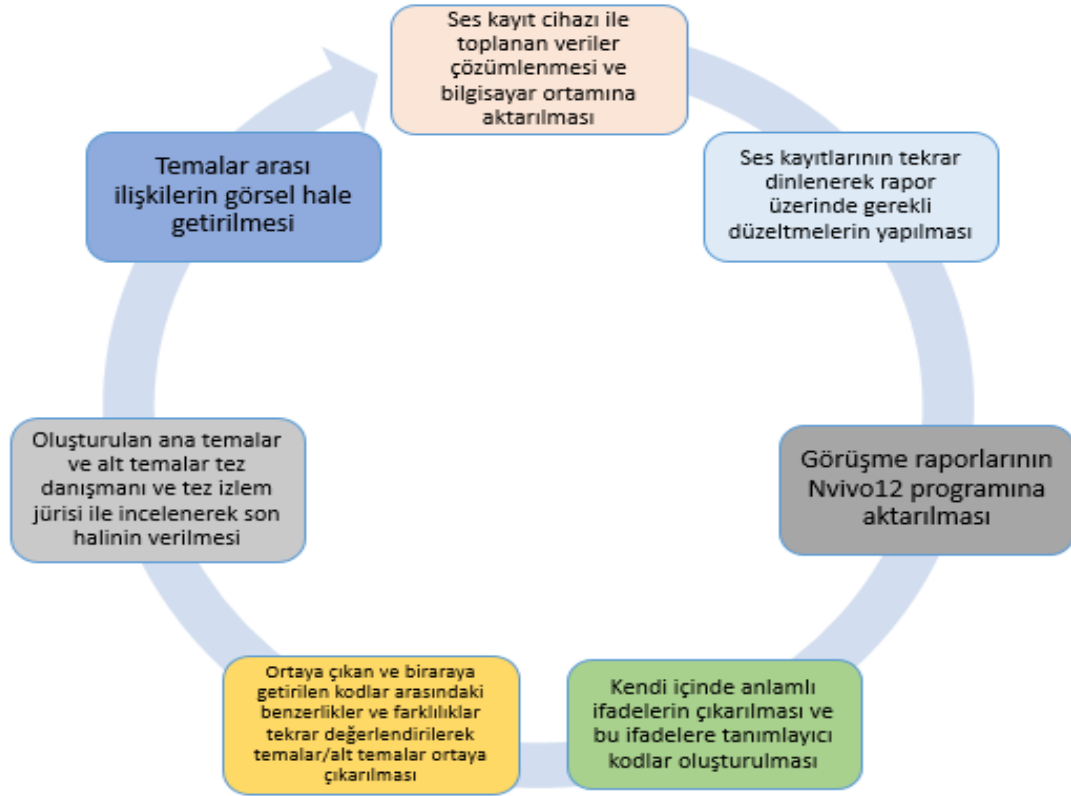 Ses kayıt cihazı ile
toplanan veriler
çözümlenmesi ve
bilgisayar ortamına
aktarılması
Ses kayıtlarının tekrar
dinlenerek rapor
üzerinde gerekli
düzeltmelerin yapılması
Görüşme raporlarının
Nvivo12 programına
aktarılması
Kendi içinde anlamlı
ifadelerin çıkarılması ve
bu ifadelere tanımlayıcı
kodlar oluşturulması
Ortaya çıkan ve biraraya
getirilen kodlar arasındaki
benzerlikler ve farklılıklar
tekrar değerlendirilerek
temalar/alt temalar ortaya
çıkarılması
Oluşturulan ana temalar
ve alt temalar tez
danışmanı ve tez izlem
jürisi ile incelenerek son
halinin verilmesi
Temalar arası
ilişkilerin görsel hale
getirilmesi